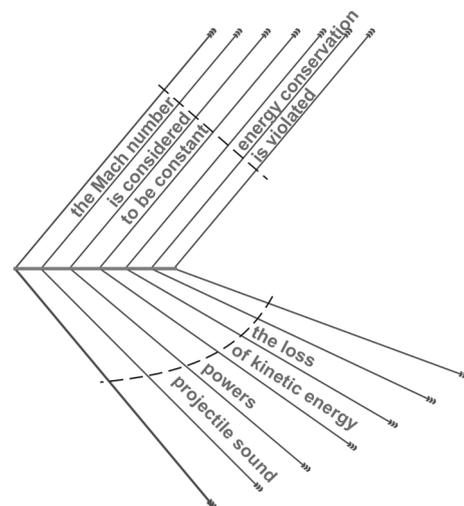 the Mach number
is considered
to be constant
energy conservation
is violated
the loss
of kinetic energy
powers
projectile sound